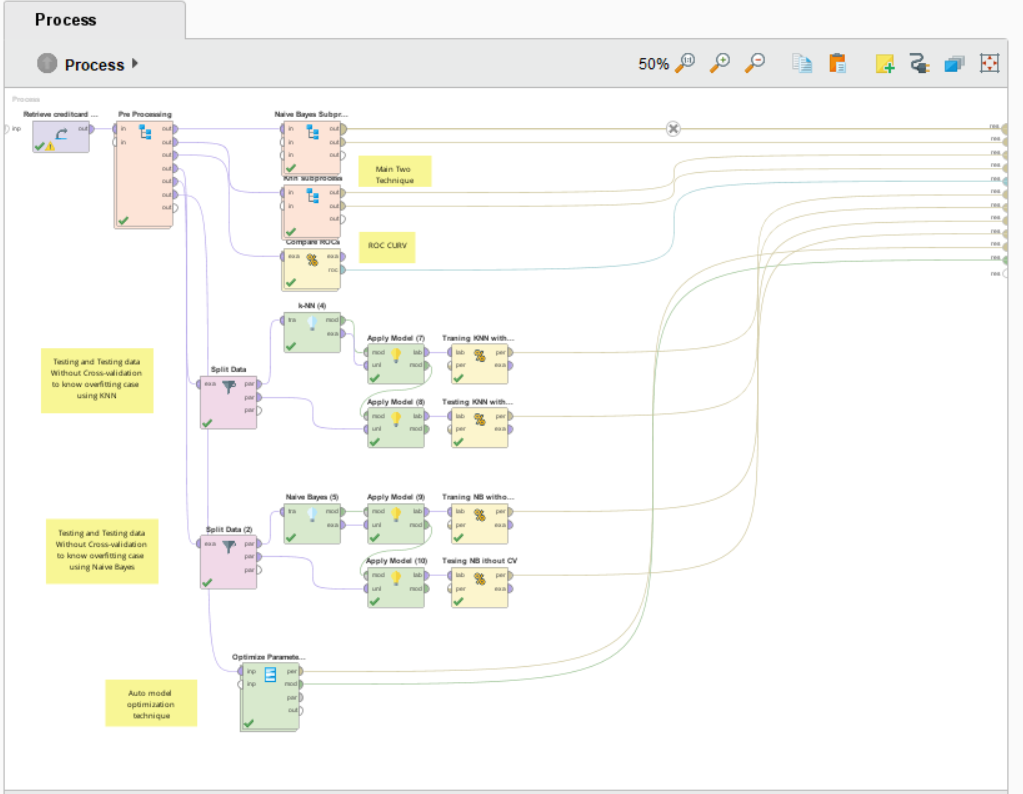 Process
Process
50%
Process
inp
Retrieve creditcard ...
out
Pre Processing
in
in
out
out
out
out
out
out
out
Naive Bayes Subpr...
in
in
in
out
out
out
Main Two
Technique
Knn Subprocess
in
in
out
out
out
Compare ROCs
exa
exa
roc
ROC CURV
res
res
res
res
res
res
res
res
res
res
res
res
k-NN (4)
tra
mod
exa
Apply Model (7)
mod
unl
lab
mod
Traning KNN with...
lab
per
per
exa
Testing and Testing data
Without Cross-validation
to know overfitting case
using KNN
Split Data
exa
par
par
par
Apply Model (8)
mod
unl
lab
mod
Testing KNN with...
lab
per
per
exa
Naive Bayes (5)
tra
mod
exa
Apply Model (9)
mod
unl
lab
mod
Traning NB witho...
lab
per
per
exa
Testing and Testing data
Without Cross-validation
to know overfitting case
using Naive Bayes
Split Data (2)
exa
par
par
par
Apply Model (10)
mod
unl
lab
mod
Tesing NB ithout CV
lab
per
per
exa
Optimize Paramete...
inp
inp
per
mod
par
out
Auto model
optimization
technique